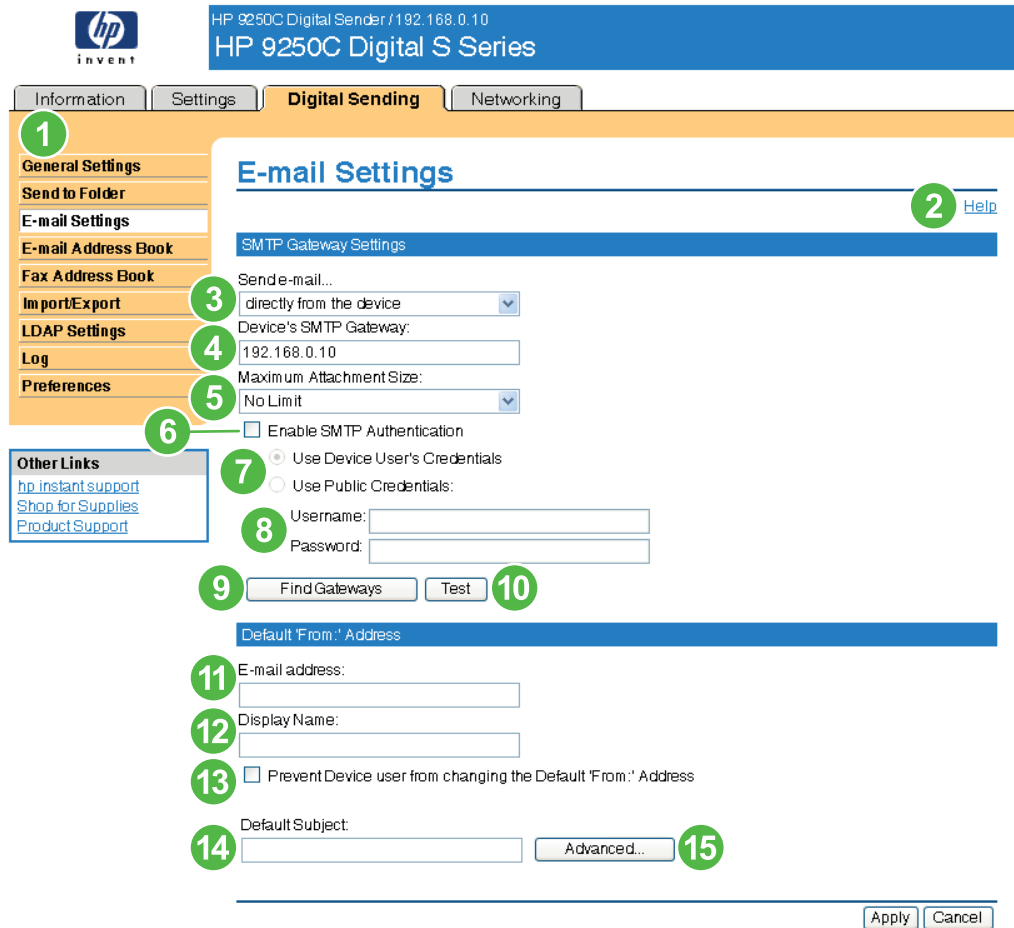 hp
invent
HP 9250C Digital Sender / 192.168.0.10
HP 9250C Digital S Series
Information
Settings
Digital Sending
Networking
1
General Settings
Send to Folder
E-mail Settings
E-mail Address Book
Fax Address Book
Import/Export
LDAP Settings
Log
Preferences
Other Links
hp instant support
Shop for Supplies
Product Support
E-mail Settings
2 Help
SMTP Gateway Settings
Send e-mail...
3 directly from the device
Device's SMTP Gateway:
4 192.168.0.10
Maximum Attachment Size:
5 No Limit
6 Enable SMTP Authentication
7 Use Device User's Credentials
Use Public Credentials:
8 Username:
Password:
9 Find Gateways Test 10
Default 'From:' Address
11 E-mail address:
12 Display Name:
13 Prevent Device user from changing the Default 'From:' Address
Default Subject:
14 Advanced... 15
Apply Cancel